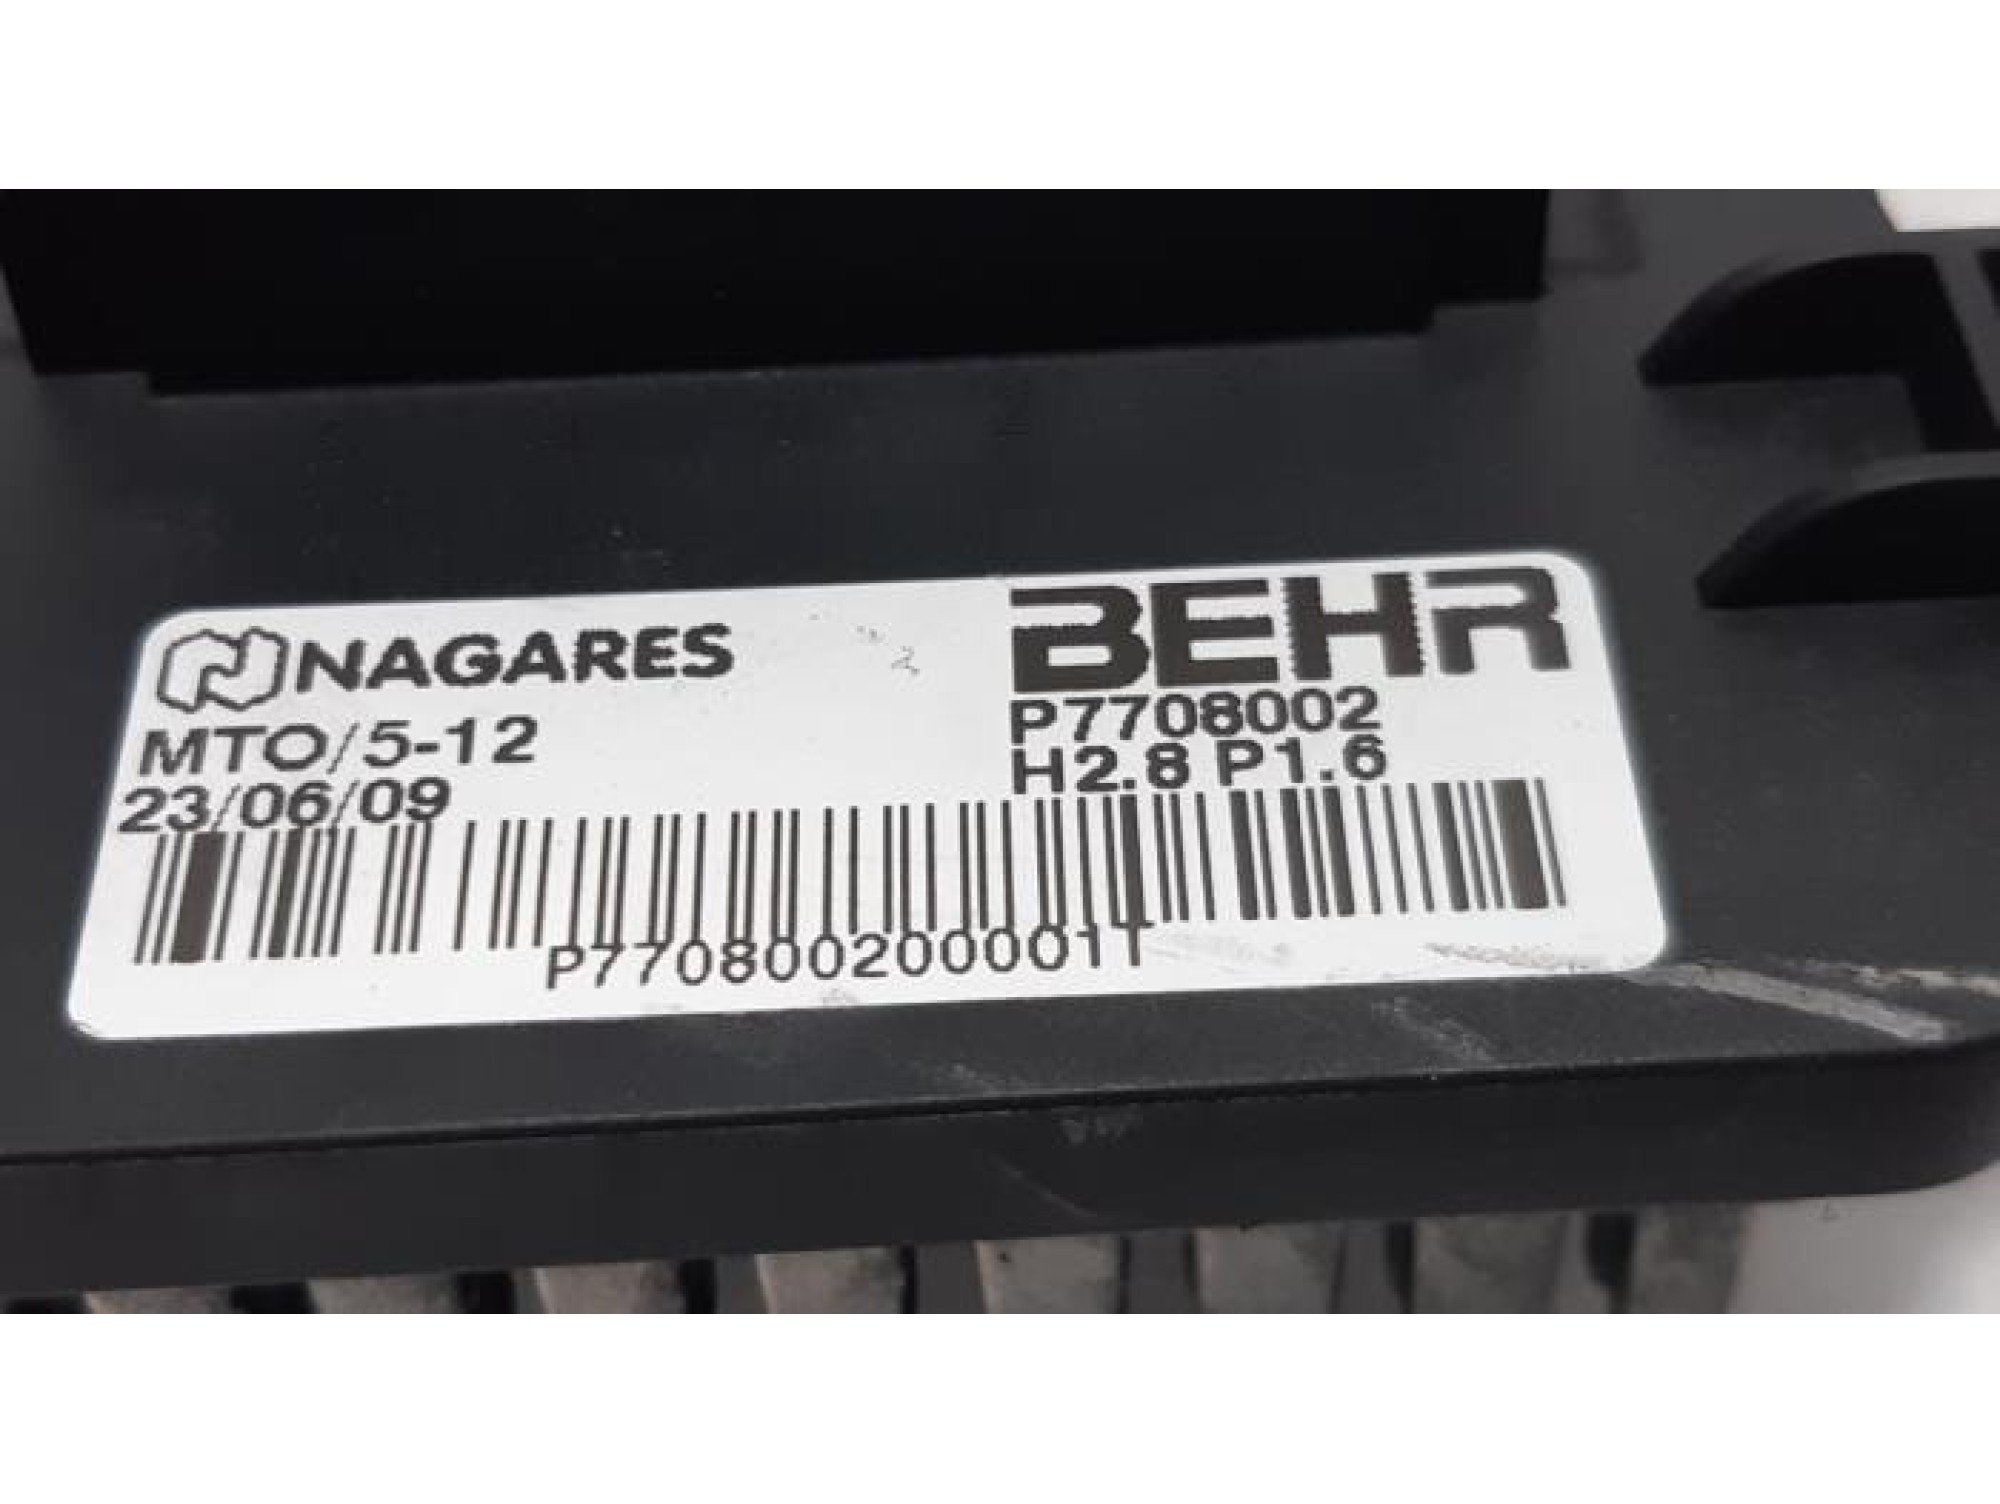 NAGARES
BEHR
MTO/5-12
P7708002
23/06/09
H2.8 P1.6
P7708002000011